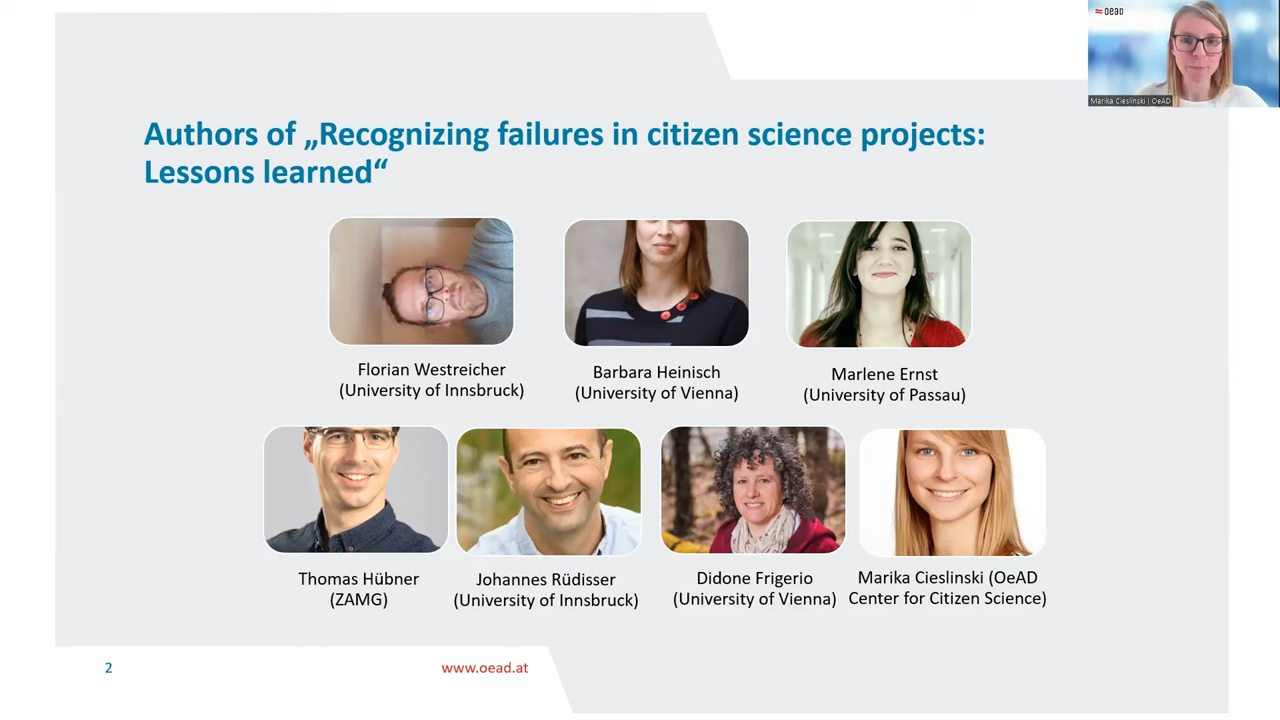 oead
Marika Cieslinski | OeAD
Authors of „Recognizing failures in citizen science projects:
Lessons learned“
Florian Westreicher
(University of Innsbruck)
Barbara Heinisch
(University of Vienna)
Marlene Ernst
(University of Passau)
Thomas Hübner
(ZAMG)
Johannes Rüdisser
(University of Innsbruck)
Didone Frigerio
(University of Vienna)
Marika Cieslinski (OeAD
Center for Citizen Science)
2
www.oead.at